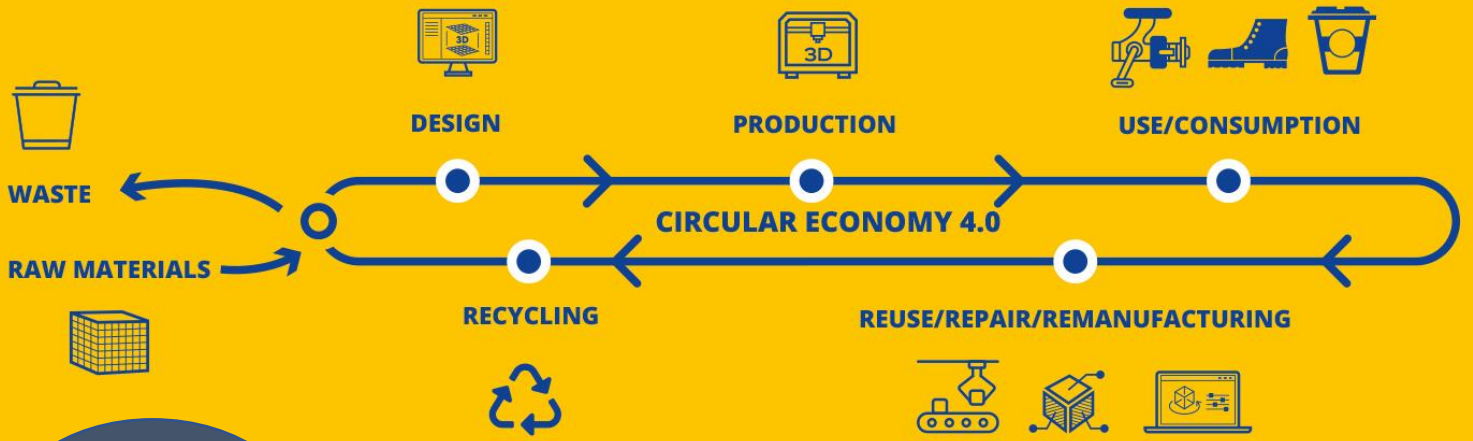 3D
3D
DESIGN
PRODUCTION
USE/CONSUMPTION
WASTE
CIRCULAR ECONOMY 4.0
RAW MATERIALS
RECYCLING
REUSE/REPAIR/REMANUFACTURING